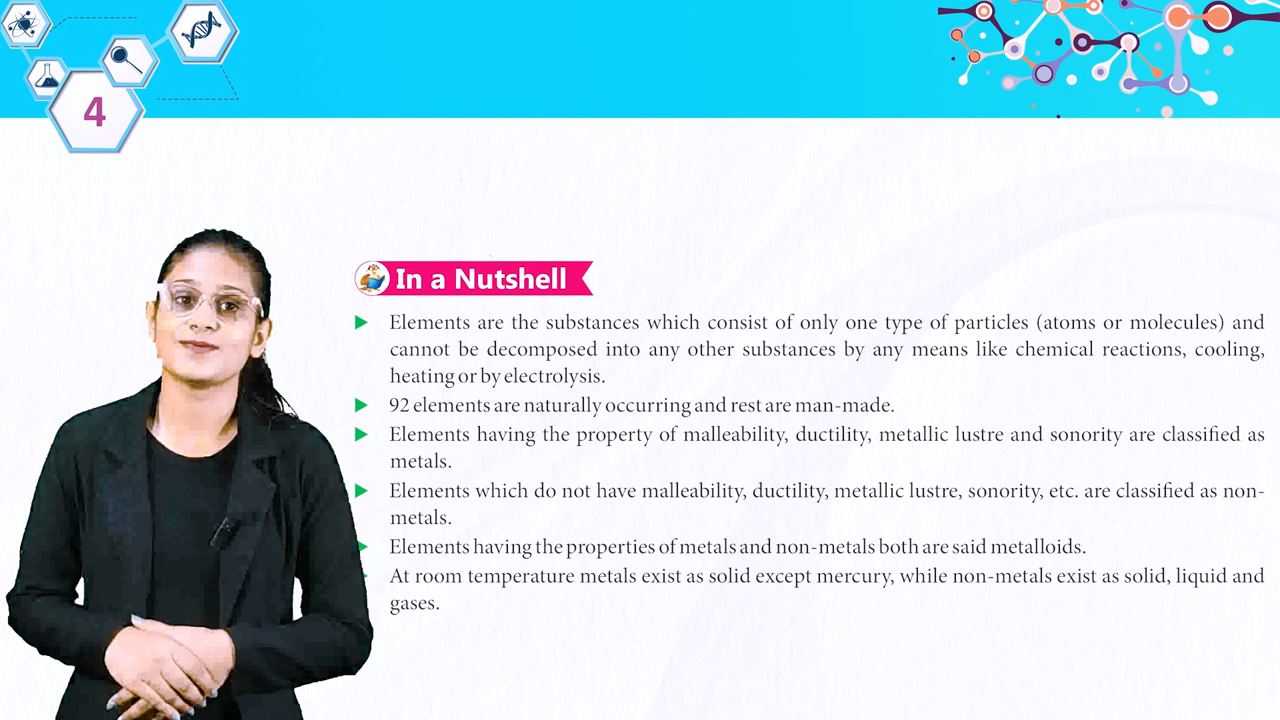 4
In a Nutshell
Elements are the substances which consist of only one type of particles (atoms or molecules) and
cannot be decomposed into any other substances by any means like chemical reactions, cooling,
heating or by electrolysis.
92 elements are naturally occurring and rest are man-made.
Elements having the property of malleability, ductility, metallic lustre and sonority are classified as
metals.
Elements which do not have malleability, ductility, metallic lustre, sonority, etc. are classified as non-
metals.
Elements having the properties of metals and non-metals both are said metalloids.
At room temperature metals exist as solid except mercury, while non-metals exist as solid, liquid and
gases.